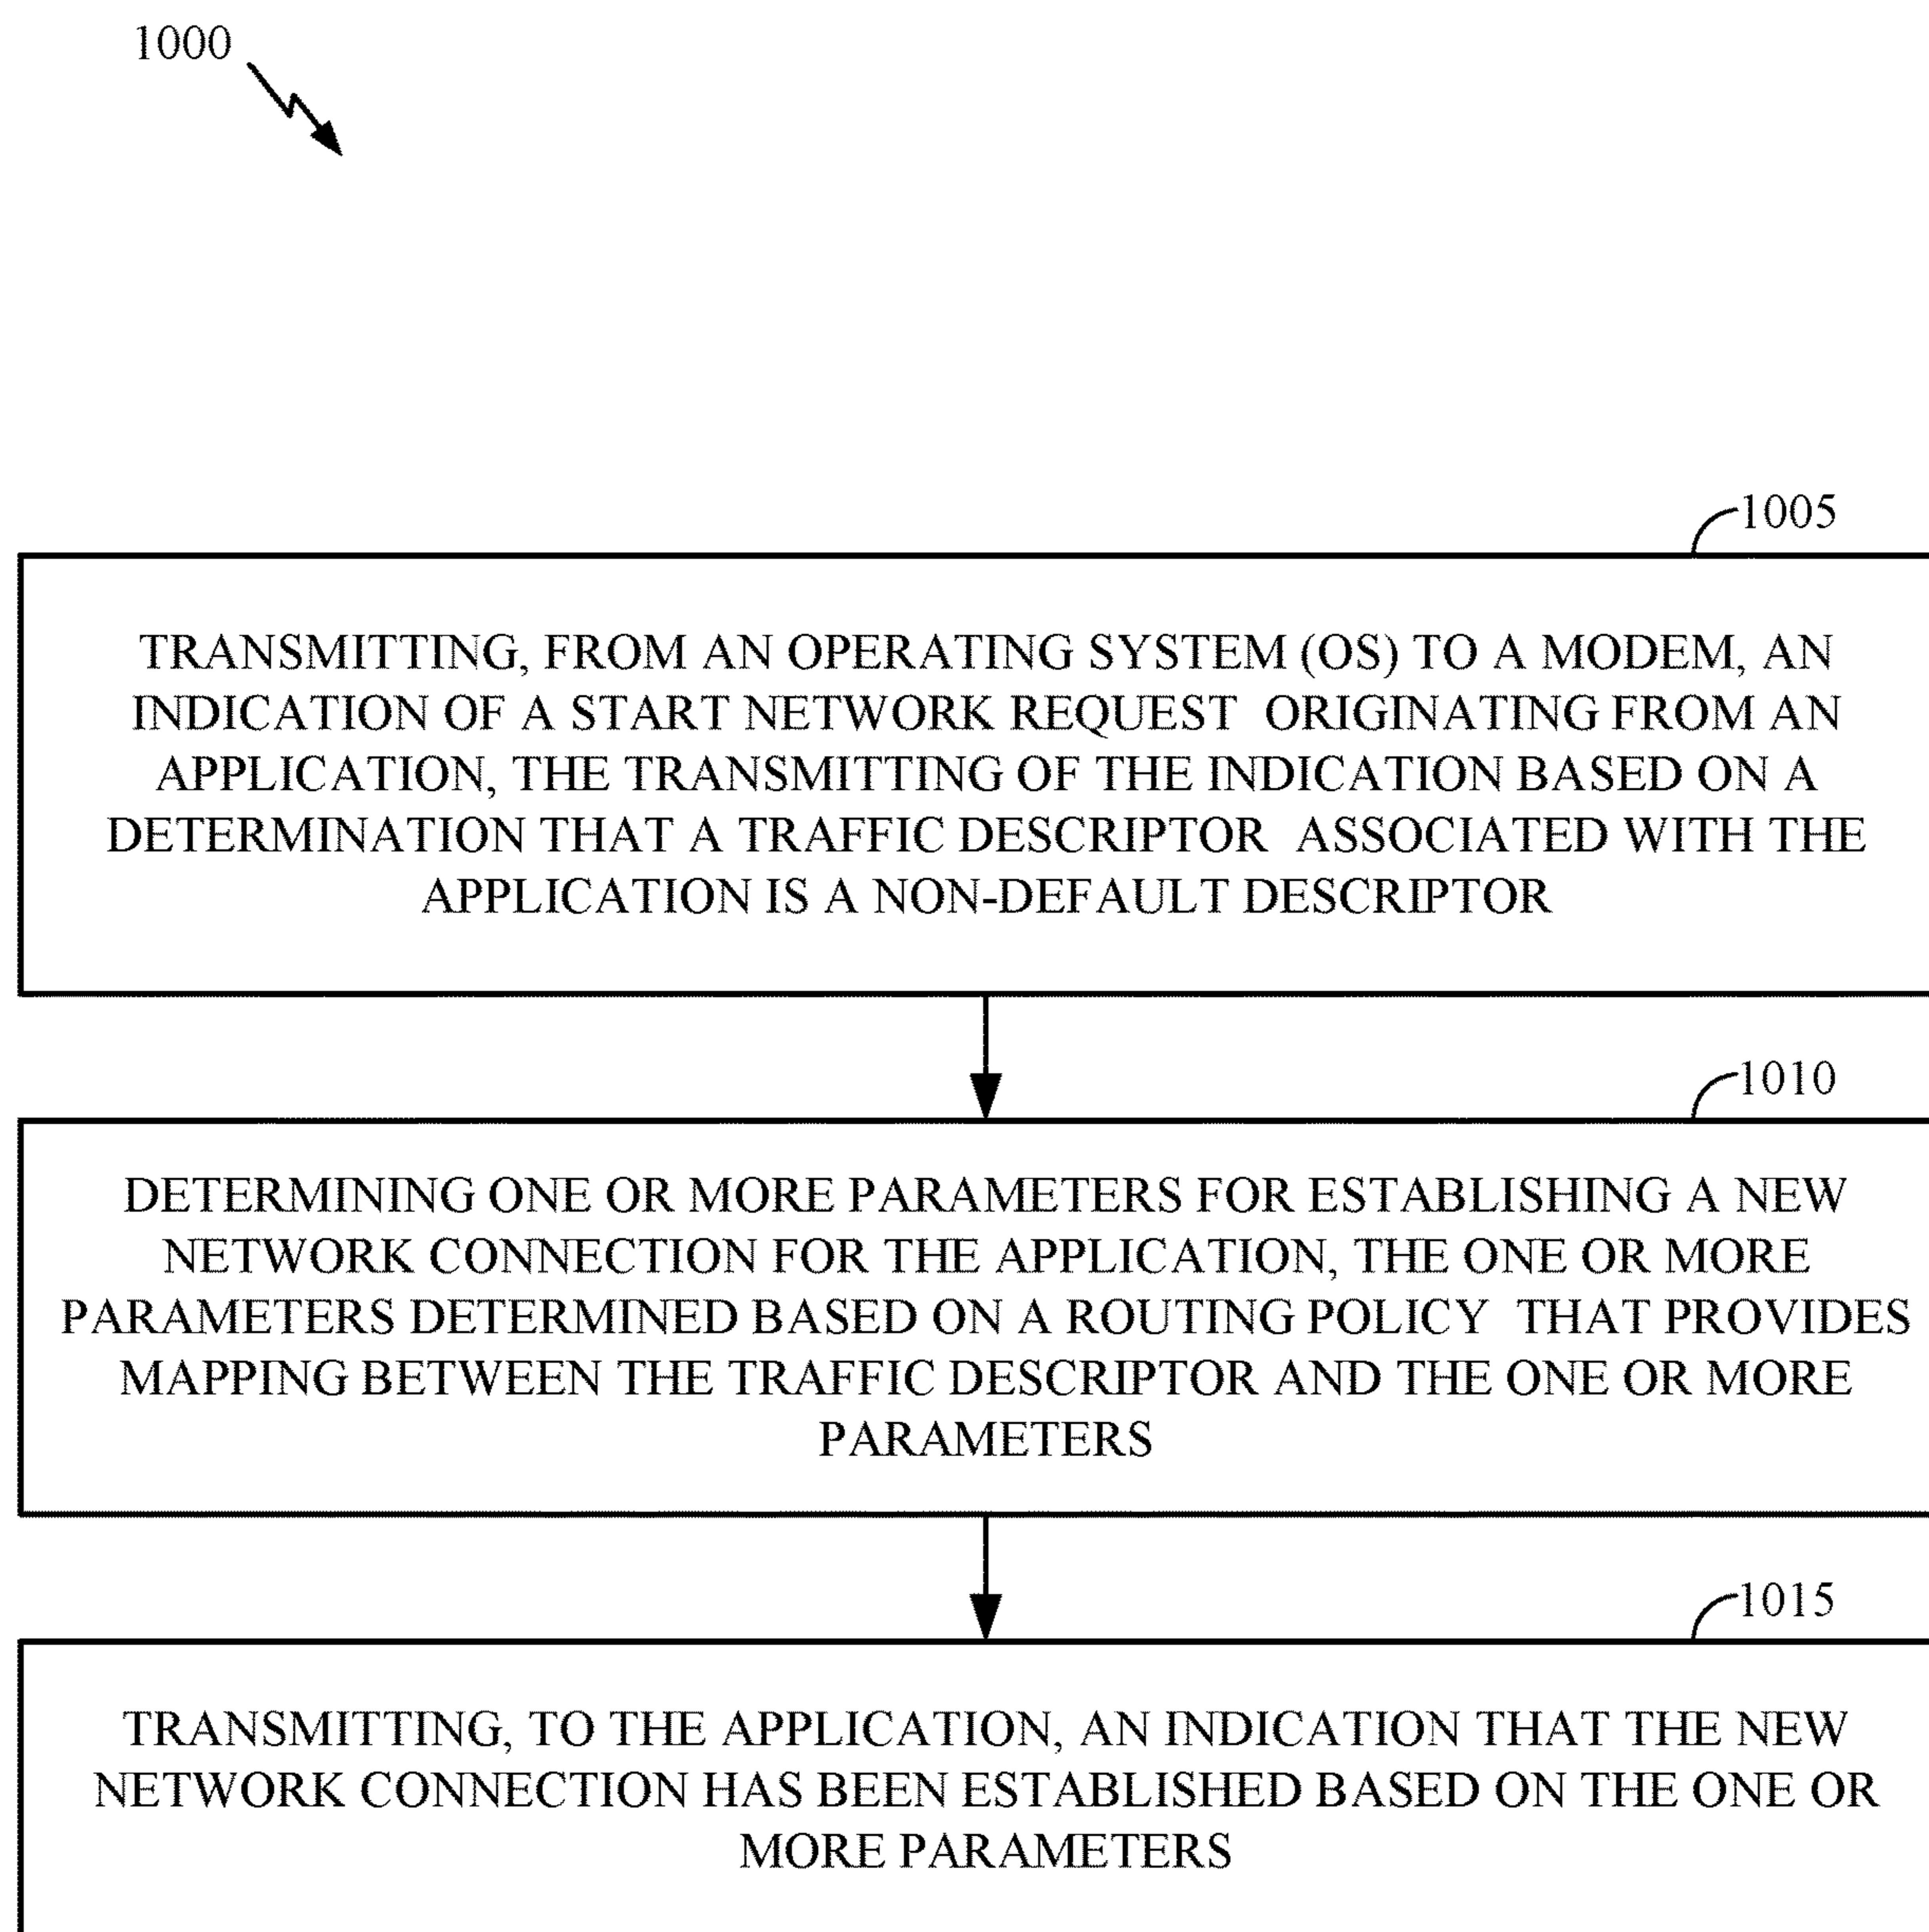 1000
1005
TRANSMITTING, FROM AN OPERATING SYSTEM (OS) TO A MODEM, AN
INDICATION OF A START NETWORK REQUEST ORIGINATING FROM AN
APPLICATION, THE TRANSMITTING OF THE INDICATION BASED ON A
DETERMINATION THAT A TRAFFIC DESCRIPTOR ASSOCIATED WITH THE
APPLICATION IS A NON-DEFAULT DESCRIPTOR
1010
DETERMINING ONE OR MORE PARAMETERS FOR ESTABLISHING A NEW
NETWORK CONNECTION FOR THE APPLICATION, THE ONE OR MORE
PARAMETERS DETERMINED BASED ON A ROUTING POLICY THAT PROVIDES
MAPPING BETWEEN THE TRAFFIC DESCRIPTOR AND THE ONE OR MORE
PARAMETERS
1015
TRANSMITTING, TO THE APPLICATION, AN INDICATION THAT THE NEW
NETWORK CONNECTION HAS BEEN ESTABLISHED BASED ON THE ONE OR
MORE PARAMETERS